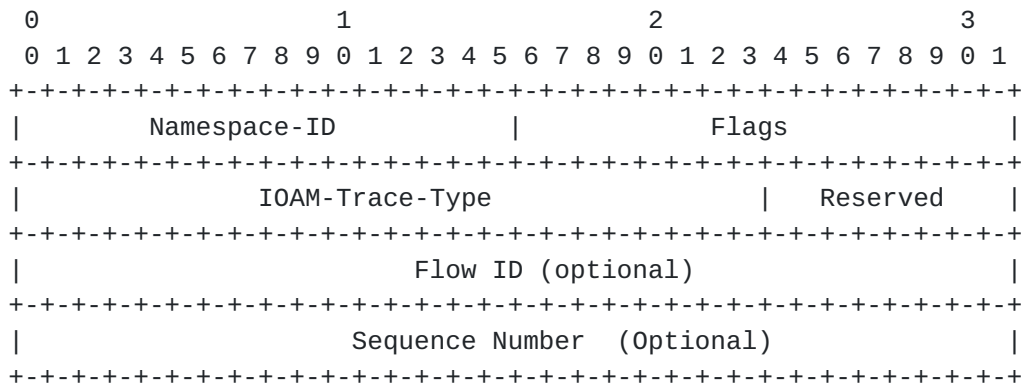 0                   1                   2                   3
 0 1 2 3 4 5 6 7 8 9 0 1 2 3 4 5 6 7 8 9 0 1 2 3 4 5 6 7 8 9 0 1
+-+-+-+-+-+-+-+-+-+-+-+-+-+-+-+-+-+-+-+-+-+-+-+-+-+-+-+-+-+-+-+-+
|        Namespace-ID           |            Flags              |
+-+-+-+-+-+-+-+-+-+-+-+-+-+-+-+-+-+-+-+-+-+-+-+-+-+-+-+-+-+-+-+-+
|               IOAM-Trace-Type                 |   Reserved    |
+-+-+-+-+-+-+-+-+-+-+-+-+-+-+-+-+-+-+-+-+-+-+-+-+-+-+-+-+-+-+-+-+
|                         Flow ID (optional)                    |
+-+-+-+-+-+-+-+-+-+-+-+-+-+-+-+-+-+-+-+-+-+-+-+-+-+-+-+-+-+-+-+-+
|                     Sequence Number  (Optional)               |
+-+-+-+-+-+-+-+-+-+-+-+-+-+-+-+-+-+-+-+-+-+-+-+-+-+-+-+-+-+-+-+-+